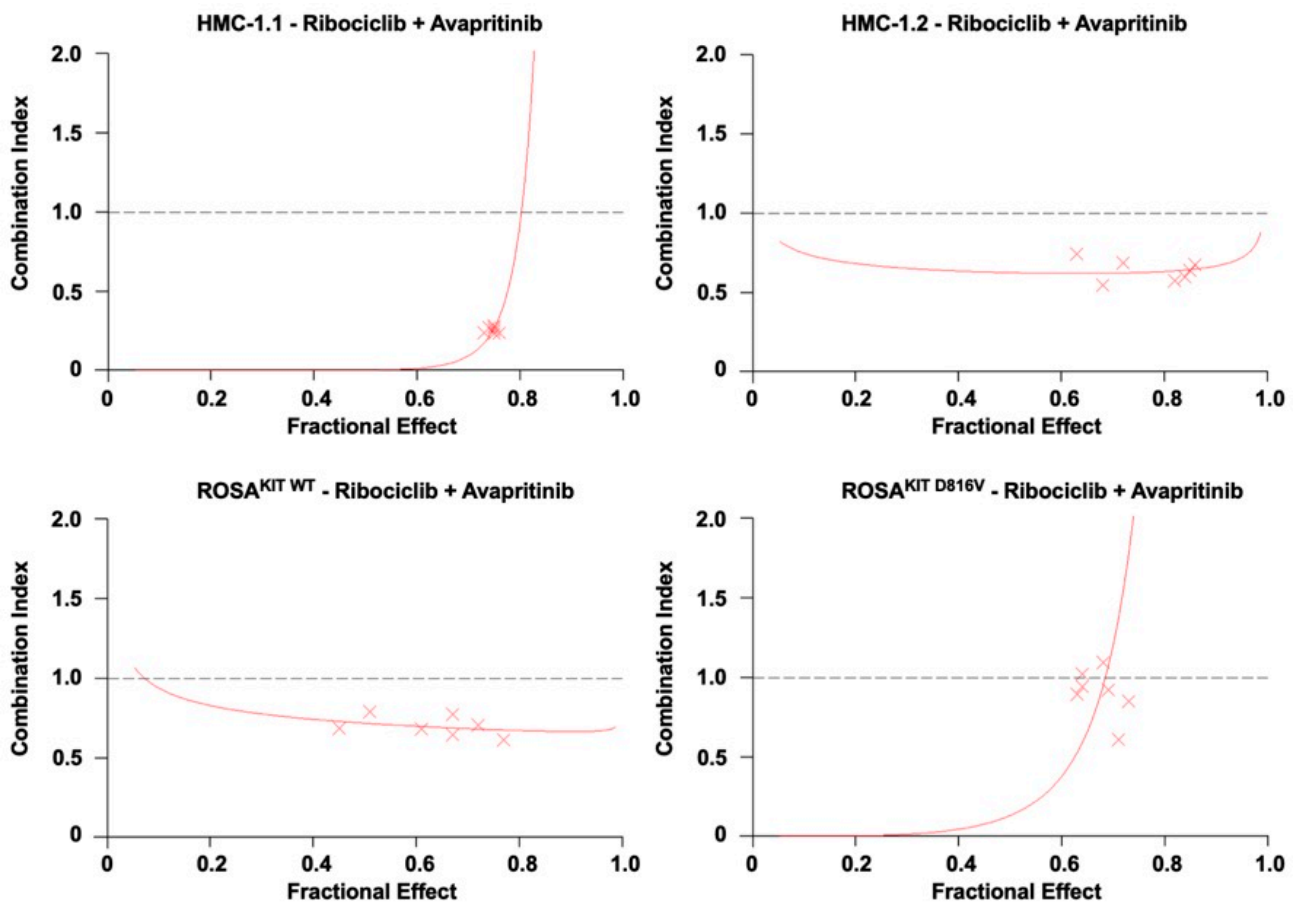 HMC-1.1 - Ribociclib + Avapritinib
2.0
1.5
1.0
0.5
0
Combination Index
0 0.2 0.4 0.6 0.8 1.0
Fractional Effect
HMC-1.2 - Ribociclib + Avapritinib
2.0
1.5
1.0
0.5
0
Combination Index
0 0.2 0.4 0.6 0.8 1.0
Fractional Effect
ROSAᴷᴵᵀ ᵂᵀ - Ribociclib + Avapritinib
2.0
1.5
1.0
0.5
0
Combination Index
0 0.2 0.4 0.6 0.8 1.0
Fractional Effect
ROSAᴷᴵᵀ ᴰ⁸¹⁶ⱽ - Ribociclib + Avapritinib
2.0
1.5
1.0
0.5
0
Combination Index
0 0.2 0.4 0.6 0.8 1.0
Fractional Effect